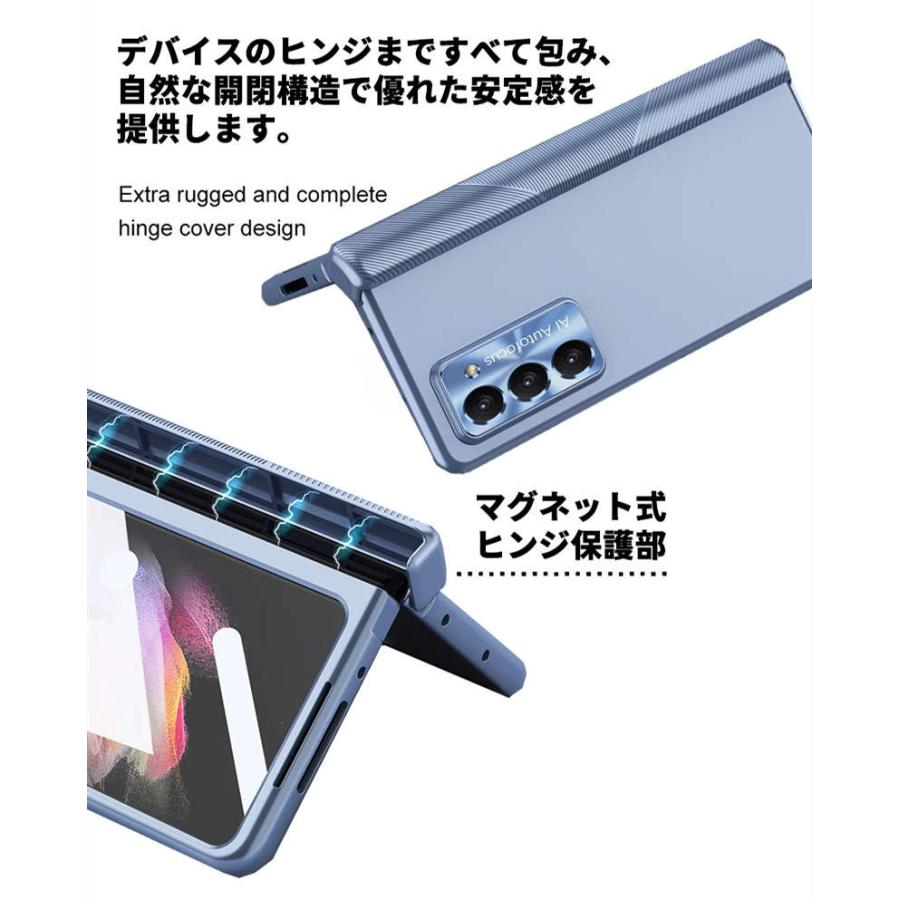 デバイスのヒンジまですべて包み、
自然な開閉構造で優れた安定感を
提供します。
Extra rugged and complete
hinge cover design
AI Autofocus
マグネット式
ヒンジ保護部